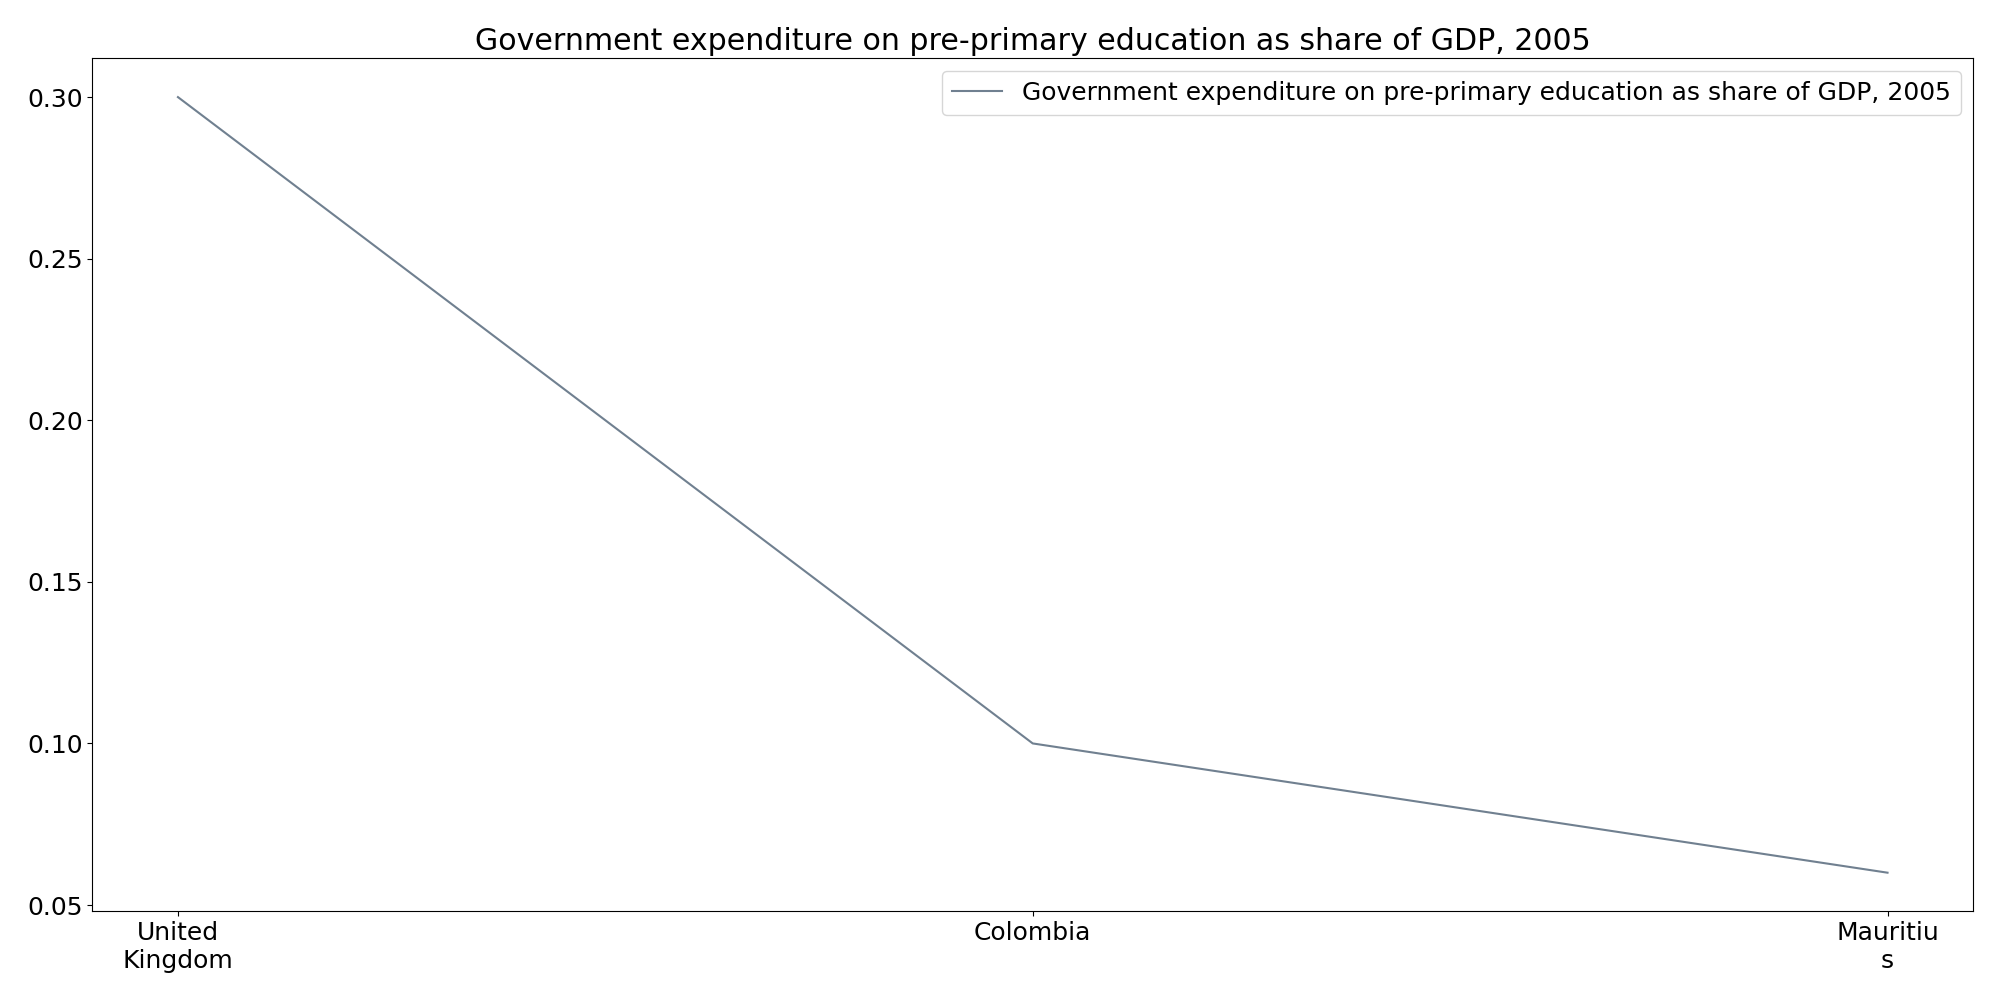 Government expenditure on pre-primary education as share of GDP, 2005
Government expenditure on pre-primary education as share of GDP, 2005
0.30
0.25
0.20
0.15
0.10
0.05
United
Kingdom
Colombia
Mauritiu
s